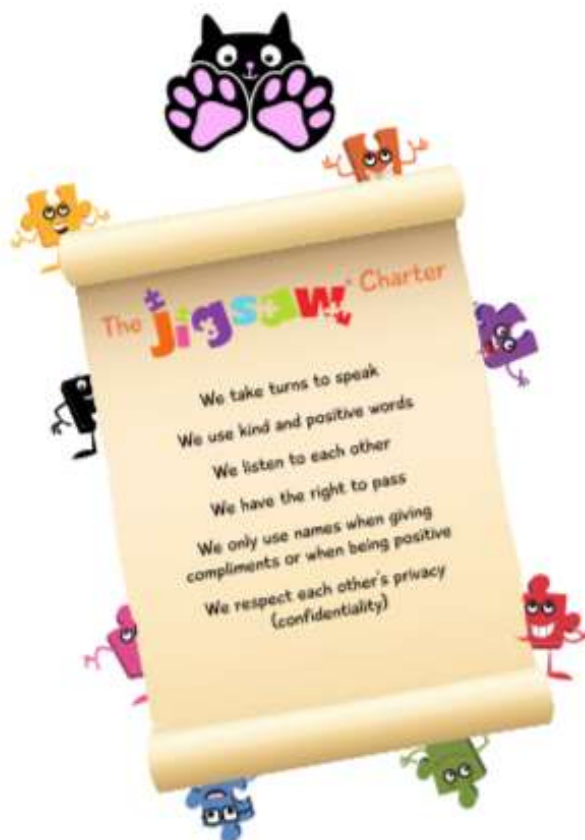 The Jigsaw Charter
We take turns to speak
We use kind and positive words
We listen to each other
We have the right to pass
We only use names when giving
compliments or when being positive
We respect each other's privacy
(confidentiality)